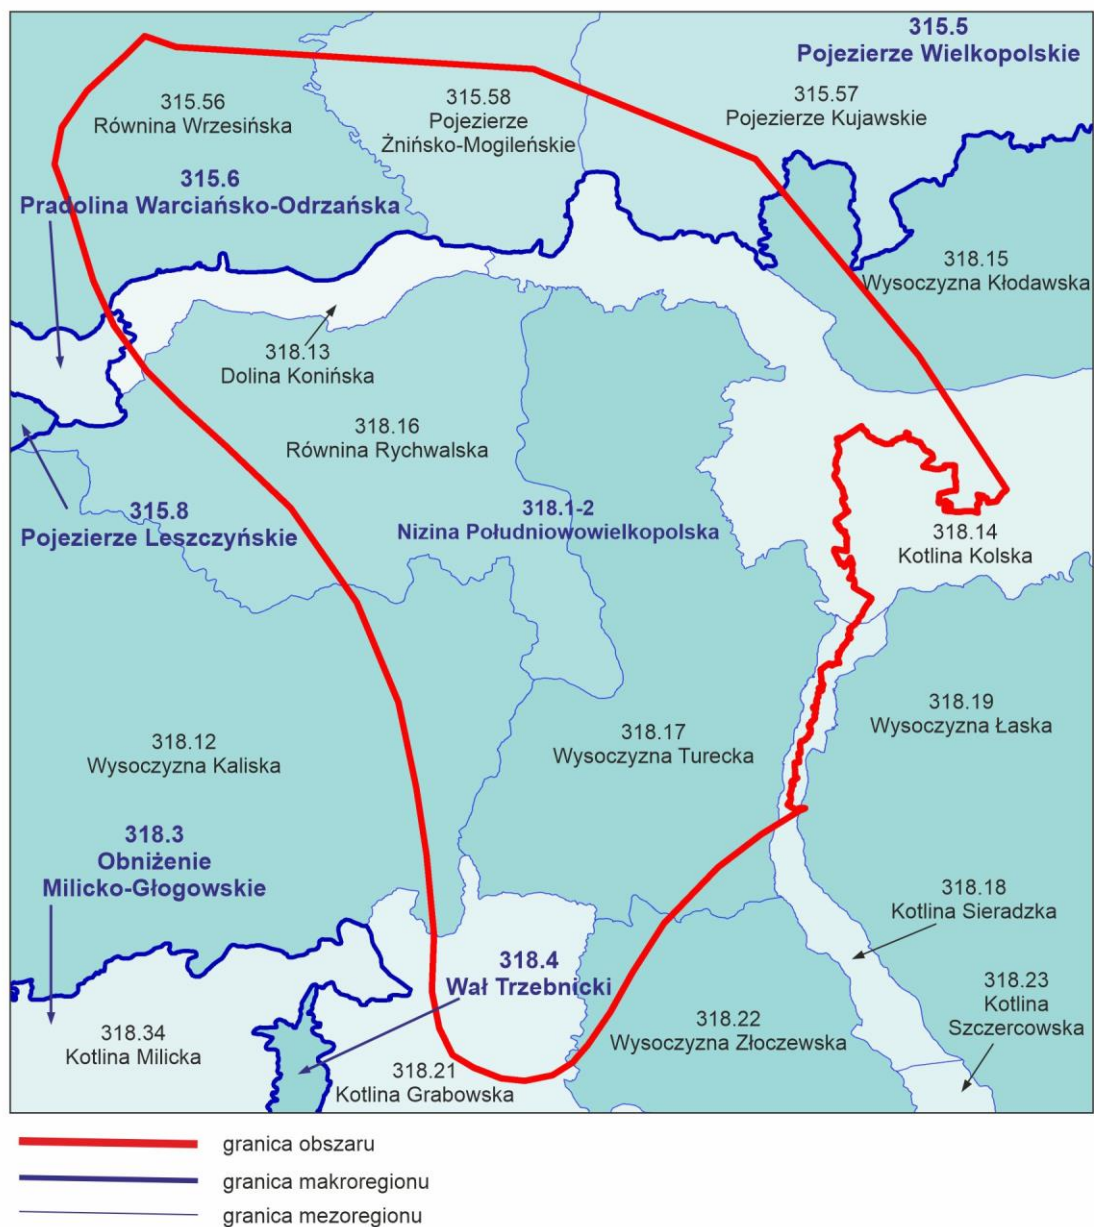 315.5
Pojezierze Wielkopolskie
315.56
Równina Wrzesińska
315.58
Pojezierze
Żnińsko-Mogileńskie
315.57
Pojezierze Kujawskie
315.6
Pradolina Warciańsko-Odrzańska
318.15
Wysoczyzna Kłodawska
318.13
Dolina Konińska
318.16
Równina Rychwalska
315.8
Pojezierze Leszczyńskie
318.1-2
Nizina Południowowielkopolska
318.14
Kotlina Kolska
318.12
Wysoczyzna Kaliska
318.17
Wysoczyzna Turecka
318.19
Wysoczyzna Łaska
318.3
Obniżenie
Milicko-Głogowskie
318.18
Kotlina Sieradzka
318.4
Wał Trzebnicki
318.23
Kotlina
Szczercowska
318.34
Kotlina Milicka
318.21
Kotlina Grabowska
318.22
Wysoczyzna Złoczewska
granica obszaru
granica makroregionu
granica mezoregionu